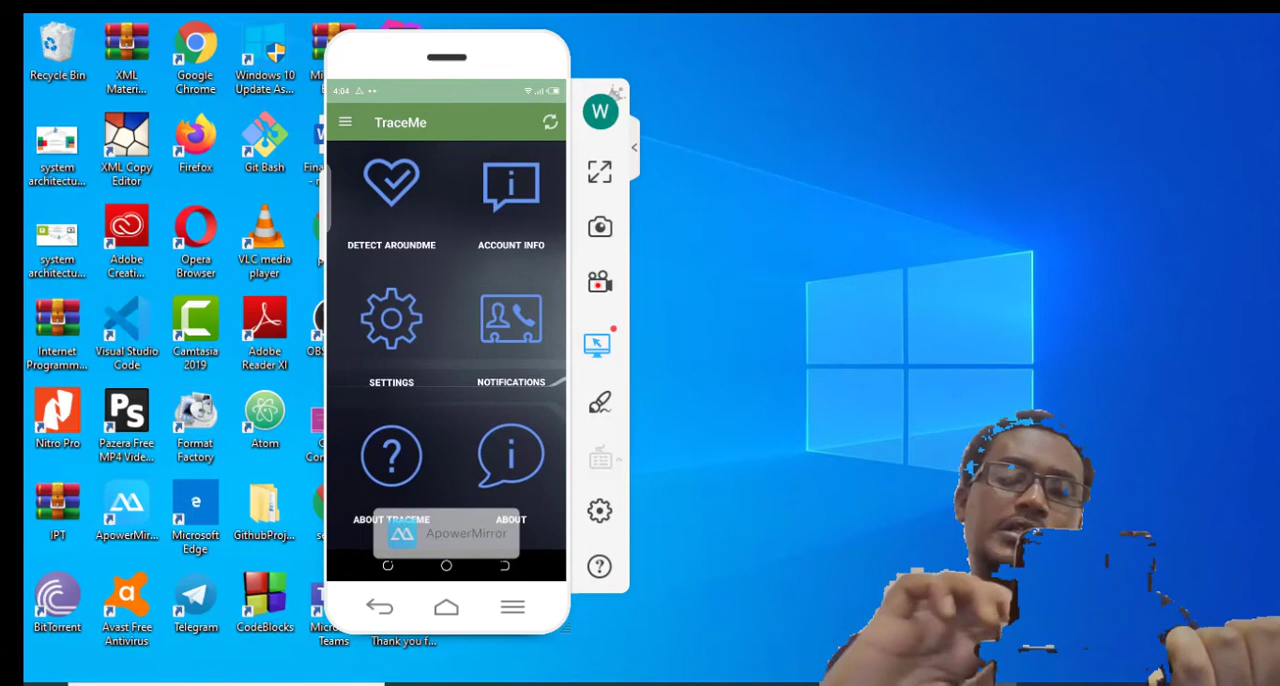 Recycle Bin
XML
Materi...
Google
Chrome
Windows 10
Update As...
4:04
W
TraceMe
system
architectu...
XML Copy
Editor
Firefox
Git Bash
DETECT AROUNDME
ACCOUNT INFO
system
architectu...
Adobe
Creati...
Opera
Browser
VLC media
player
Internet
Programm...
Visual Studio
Code
Camtasia
2019
Adobe
Reader XI
SETTINGS
NOTIFICATIONS
Nitro Pro
Ps
Pazera Free
MP4 Vide...
Format
Factory
Atom
ABOUT TRACEME
ABOUT
ApowerMirror
IPT
ApowerMir...
Microsoft
Edge
GithubProj...
BitTorrent
Avast Free
Antivirus
Telegram
CodeBlocks
Micro
Teams
Thank you f...